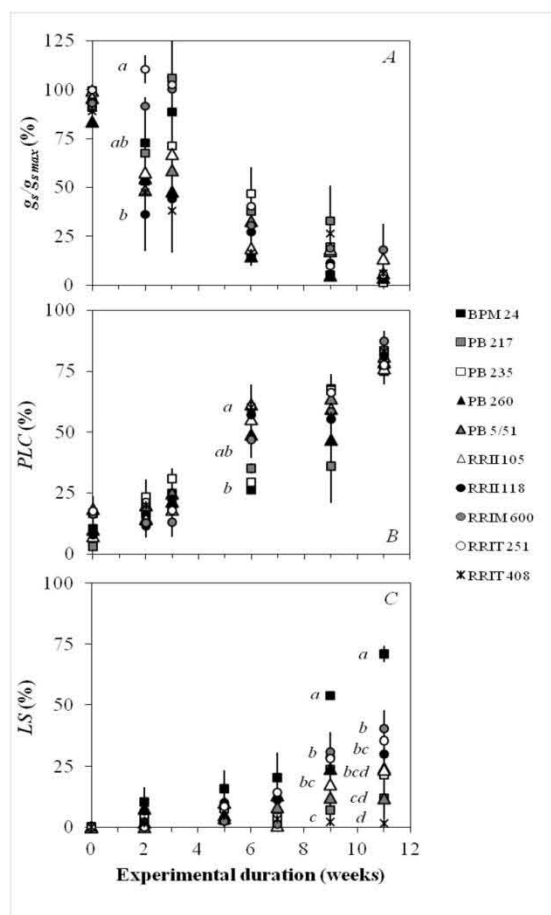 125
100
75
50
25
0
g_s/g_s max (%)
A
a
ab
b
100
75
50
25
0
PLC (%)
B
a
ab
b
100
75
50
25
0
LS (%)
C
a
b
bc
c
a
b
bc
bcd
cd
d
0 2 4 6 8 10 12
Experimental duration (weeks)
BPM 24
PB 217
PB 235
PB 260
PB 5/51
RRII 105
RRII 118
RRIM 600
RRIT 251
RRIT 408